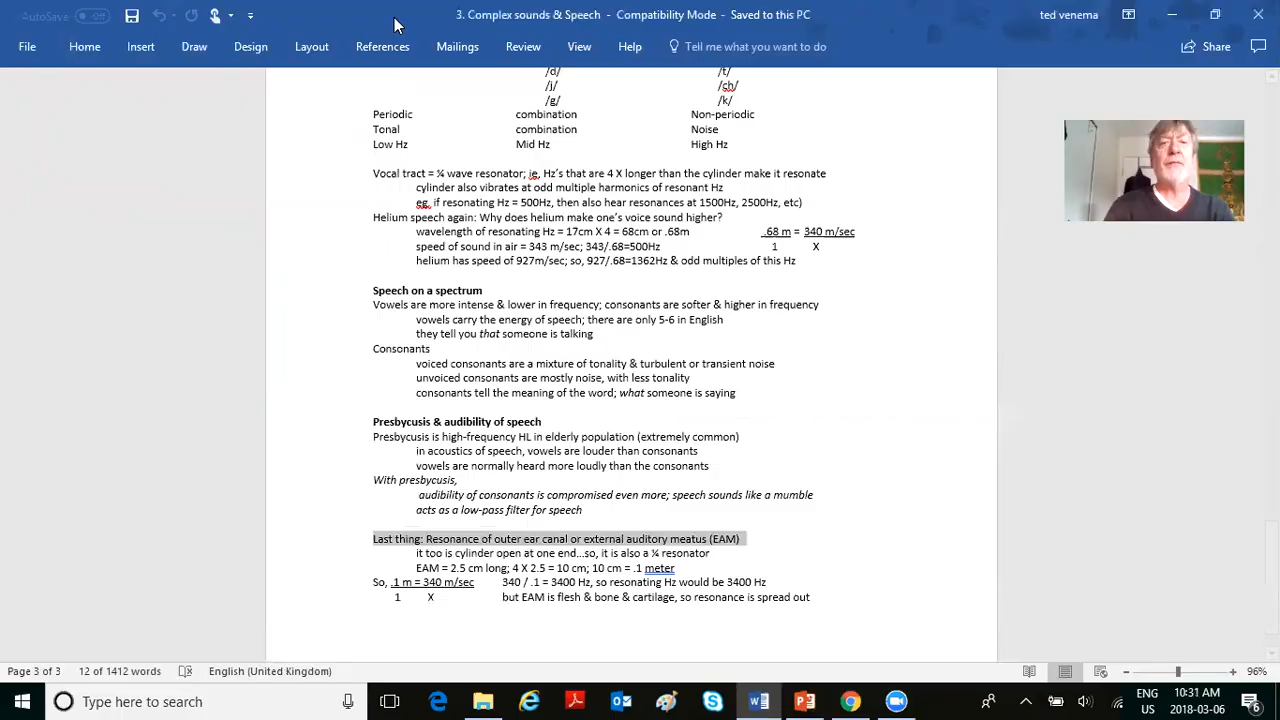 AutoSave Off
3. Complex sounds & Speech - Compatibility Mode - Saved to this PC
ted venema
File Home Insert Draw Design Layout References Mailings Review View Help Tell me what you want to do Share
/d/ /t/
/j/ /ch/
/g/ /k/
Periodic combination Non-periodic
Tonal combination Noise
Low Hz Mid Hz High Hz
Vocal tract = ¼ wave resonator; ie, Hz's that are 4 X longer than the cylinder make it resonate
cylinder also vibrates at odd multiple harmonics of resonant Hz
eg, if resonating Hz = 500Hz, then also hear resonances at 1500Hz, 2500Hz, etc)
Helium speech again: Why does helium make one's voice sound higher?
wavelength of resonating Hz = 17cm X 4 = 68cm or .68m .68 m = 340 m/sec
speed of sound in air = 343 m/sec; 343/.68=500Hz 1 X
helium has speed of 927m/sec; so, 927/.68=1362Hz & odd multiples of this Hz
Speech on a spectrum
Vowels are more intense & lower in frequency; consonants are softer & higher in frequency
vowels carry the energy of speech; there are only 5-6 in English
they tell you that someone is talking
Consonants
voiced consonants are a mixture of tonality & turbulent or transient noise
unvoiced consonants are mostly noise, with less tonality
consonants tell the meaning of the word; what someone is saying
Presbycusis & audibility of speech
Presbycusis is high-frequency HL in elderly population (extremely common)
in acoustics of speech, vowels are louder than consonants
vowels are normally heard more loudly than the consonants
With presbycusis,
audibility of consonants is compromised even more; speech sounds like a mumble
acts as a low-pass filter for speech
Last thing: Resonance of outer ear canal or external auditory meatus (EAM)
it too is cylinder open at one end...so, it is also a ¼ resonator
EAM = 2.5 cm long; 4 X 2.5 = 10 cm; 10 cm = .1 meter
So, .1 m = 340 m/sec 340 / .1 = 3400 Hz, so resonating Hz would be 3400 Hz
1 X but EAM is flesh & bone & cartilage, so resonance is spread out
Page 3 of 3 12 of 1412 words English (United Kingdom) 96%
Type here to search
ENG 10:31 AM
US 2018-03-06 6